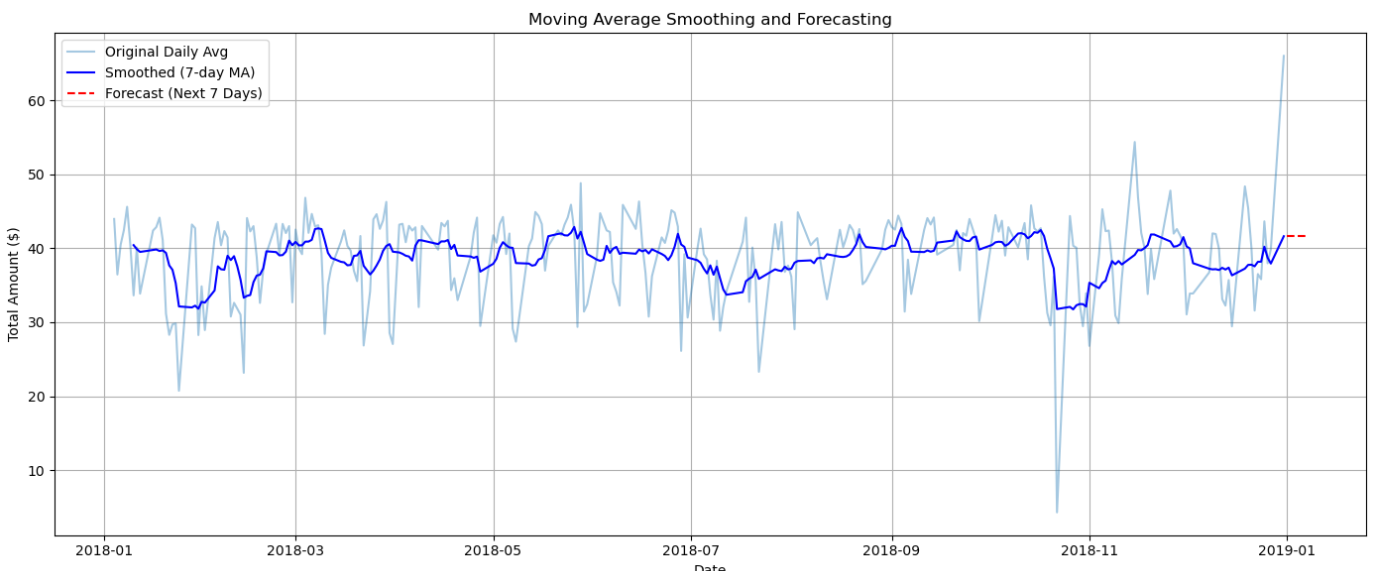 Moving Average Smoothing and Forecasting
Original Daily Avg
Smoothed (7-day MA)
Forecast (Next 7 Days)
Total Amount ($)
60
50
40
30
20
10
2018-01 2018-03 2018-05 2018-07 2018-09 2018-11 2019-01
Date